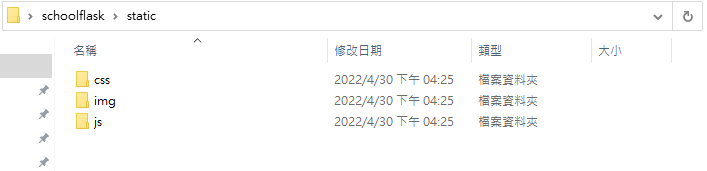 schoolflask > static
名稱 修改日期 類型 大小
css 2022/4/30 下午 04:25 檔案資料夾
img 2022/4/30 下午 04:25 檔案資料夾
js 2022/4/30 下午 04:25 檔案資料夾